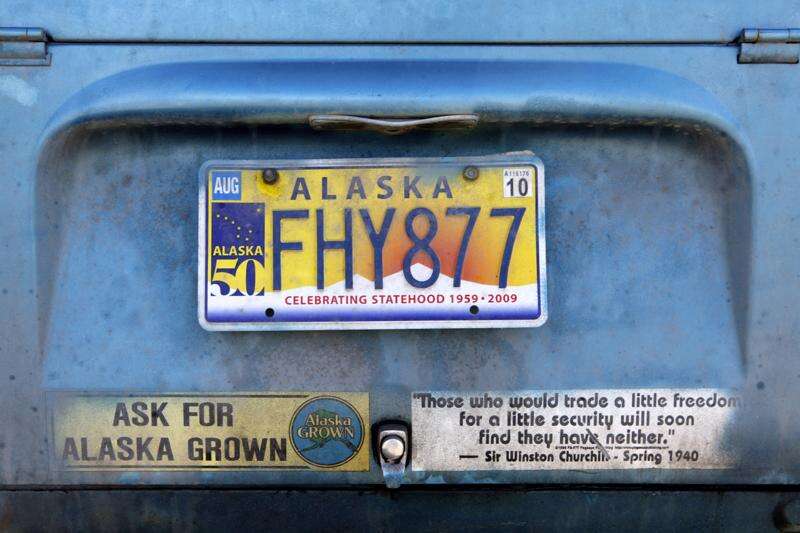 AUG
ALASKA
A116176
10
ALASKA
50
FHY877
CELEBRATING STATEHOOD 1959 • 2009
ASK FOR
ALASKA GROWN
Alaska
GROWN
"Those who would trade a little freedom
for a little security will soon
find they have neither."
— Sir Winston Churchill - Spring 1940